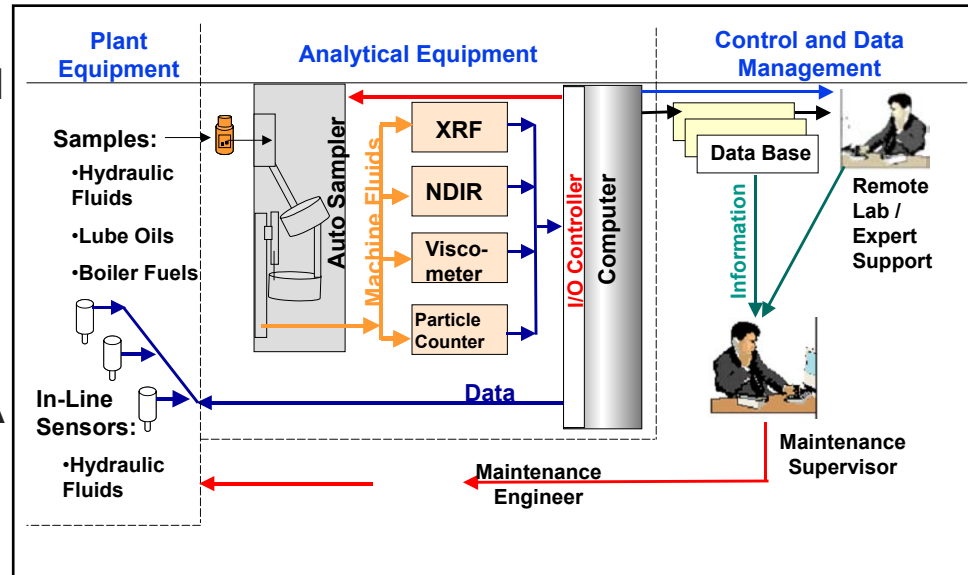 Plant
Equipment
Analytical Equipment
Control and Data
Management
Samples:
•Hydraulic
Fluids
•Lube Oils
•Boiler Fuels
In-Line
Sensors:
•Hydraulic
Fluids
Auto Sampler
Machine Fluids
XRF
NDIR
Visco-
meter
Particle
Counter
I/O Controller
Computer
Data
Data Base
Information
Remote
Lab /
Expert
Support
Maintenance
Supervisor
Maintenance
Engineer